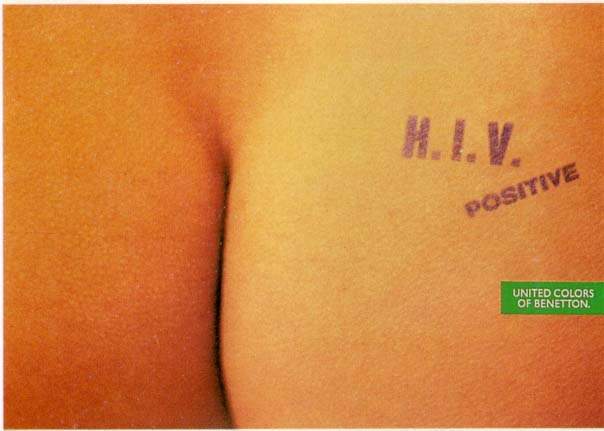 H.I.V.
POSITIVE
UNITED COLORS
OF BENETTON.